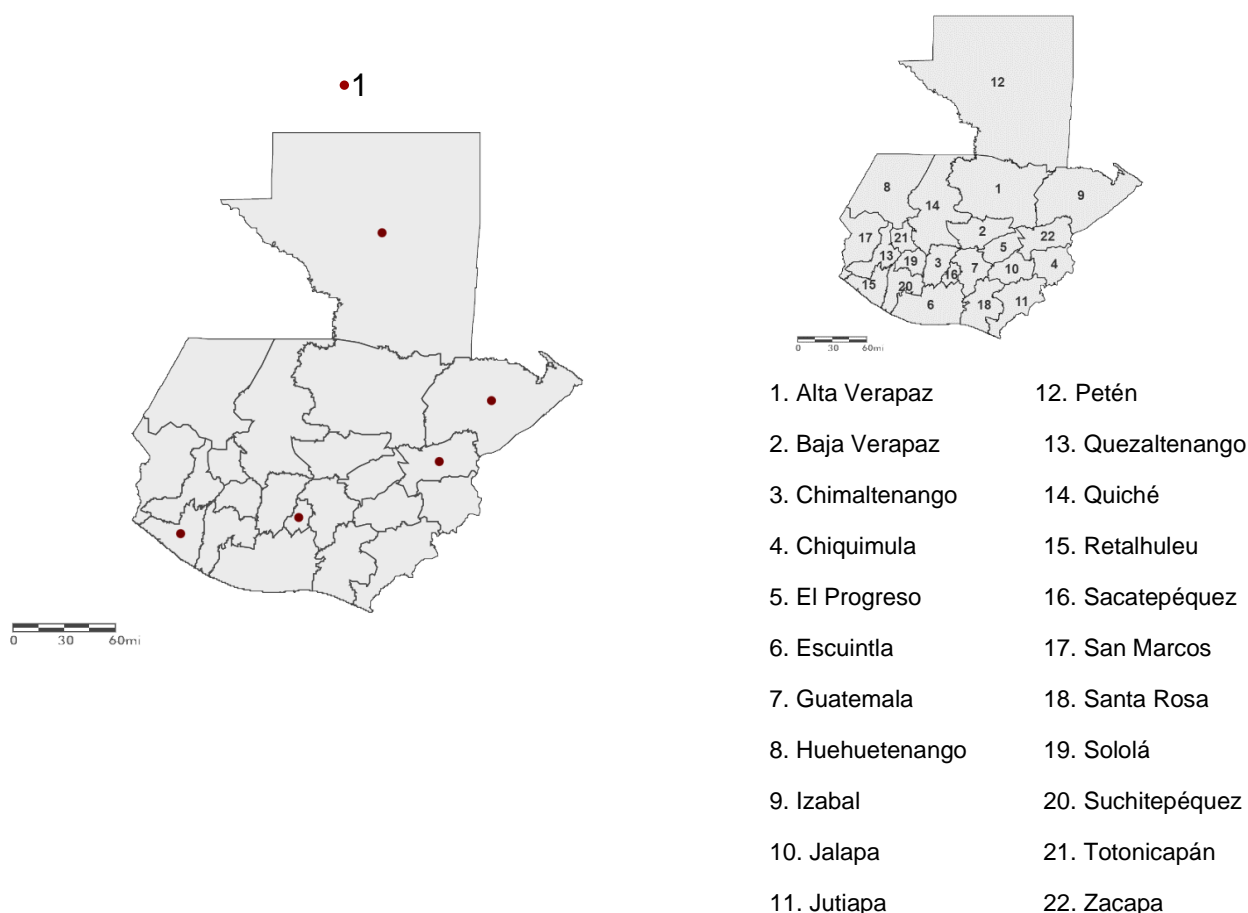 1
0 30 60mi
12
8
14
1
9
17
21
2
22
5
13
19
3
7
10
4
16
15
20
6
18
11
0 30 60mi
1. Alta Verapaz 12. Petén
2. Baja Verapaz 13. Quezaltenango
3. Chimaltenango 14. Quiché
4. Chiquimula 15. Retalhuleu
5. El Progreso 16. Sacatepéquez
6. Escuintla 17. San Marcos
7. Guatemala 18. Santa Rosa
8. Huehuetenango 19. Sololá
9. Izabal 20. Suchitepéquez
10. Jalapa 21. Totonicapán
11. Jutiapa 22. Zacapa